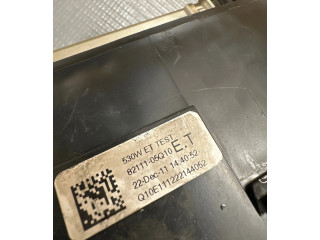 530W ET TEST
82111-05Q10 E.T
22-Dec-11 14:40:52
Q10E111222144052